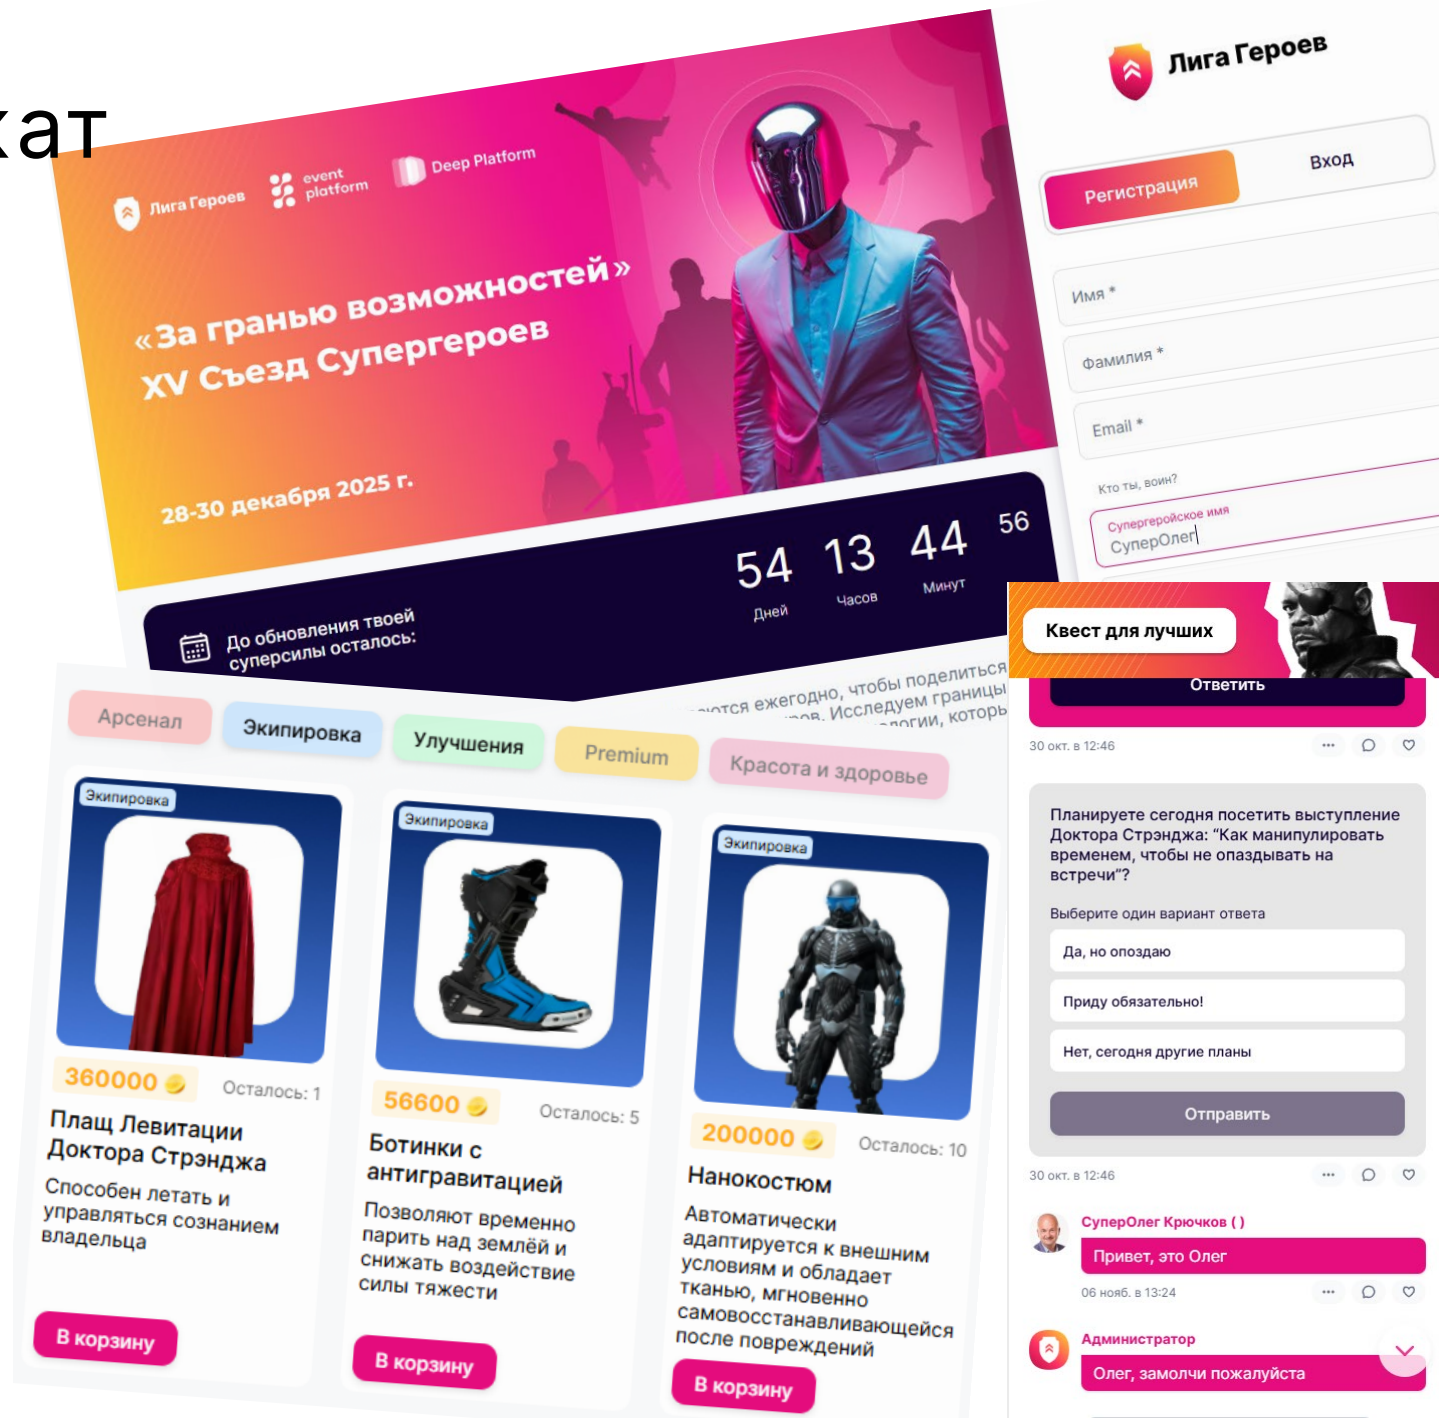 Лига Героев
event
platform
Deep Platform
«За гранью возможностей»
XV Съезд Супергероев
28-30 декабря 2025 г.
До обновления твоей
суперсилы осталось:
54 13 44 56
Дней Часов Минут
ежегодно, чтобы поделиться
Исследуем границы
Лига Героев
Регистрация Вход
Имя *
Фамилия *
Email *
Кто ты, воин?
Супергеройское имя
СуперОлег
Арсенал Экипировка Улучшения Premium Красота и здоровье
Экипировка
360000 Осталось: 1
Плащ Левитации
Доктора Стрэнджа
Способен летать и
управляться сознанием
владельца
В корзину
Экипировка
56600 Осталось: 5
Ботинки с
антигравитацией
Позволяют временно
парить над землёй и
снижать воздействие
силы тяжести
В корзину
Экипировка
200000 Осталось: 10
Нанокостюм
Автоматически
адаптируется к внешним
условиям и обладает
тканью, мгновенно
самовосстанавливающейся
после повреждений
В корзину
Квест для лучших
Ответить
30 окт. в 12:46
Планируете сегодня посетить выступление
Доктора Стрэнджа: “Как манипулировать
временем, чтобы не опаздывать на
встречи”?
Выберите один вариант ответа
Да, но опоздаю
Приду обязательно!
Нет, сегодня другие планы
Отправить
30 окт. в 12:46
СуперОлег Крючков ( )
Привет, это Олег
06 нояб. в 13:24
Администратор
Олег, замолчи пожалуйста